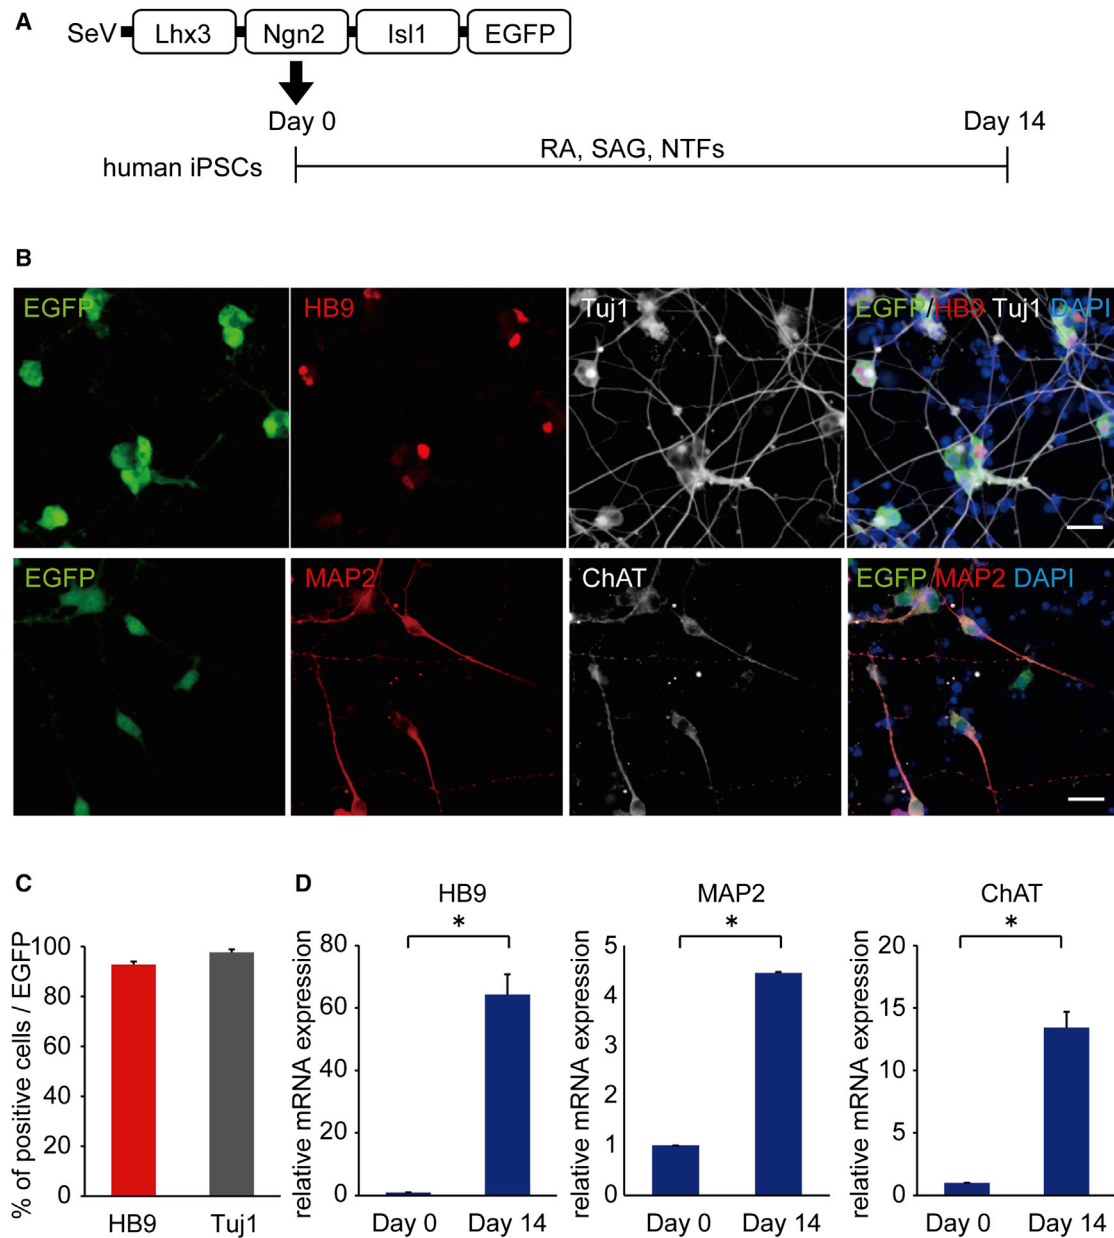 A
SeV Lhx3 Ngn2 Isl1 EGFP
Day 0 Day 14
RA, SAG, NTFs
human iPSCs
B
EGFP HB9 Tuj1 EGFP/HB9 Tuj1 DAPI
EGFP MAP2 ChAT EGFP MAP2 DAPI
C
% of positive cells / EGFP
100
80
60
40
20
0
HB9 Tuj1
D
HB9
*
relative mRNA expression
80
60
40
20
0
Day 0 Day 14
MAP2
*
relative mRNA expression
5
4
3
2
1
0
Day 0 Day 14
ChAT
*
relative mRNA expression
20
15
10
5
0
Day 0 Day 14